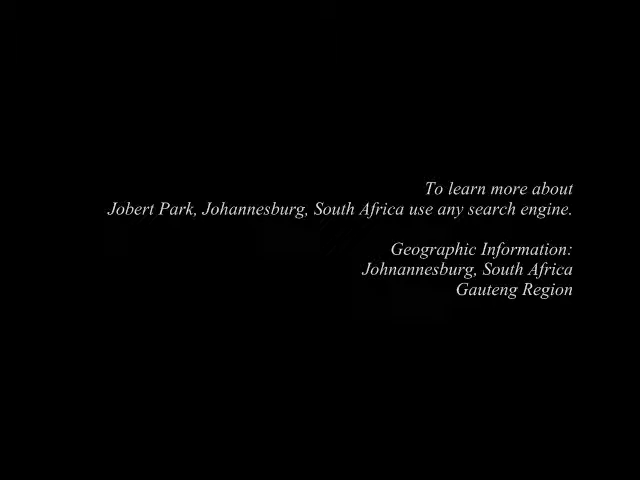 To learn more about
Jobert Park, Johannesburg, South Africa use any search engine.
Geographic Information:
Johnannesburg, South Africa
Gauteng Region